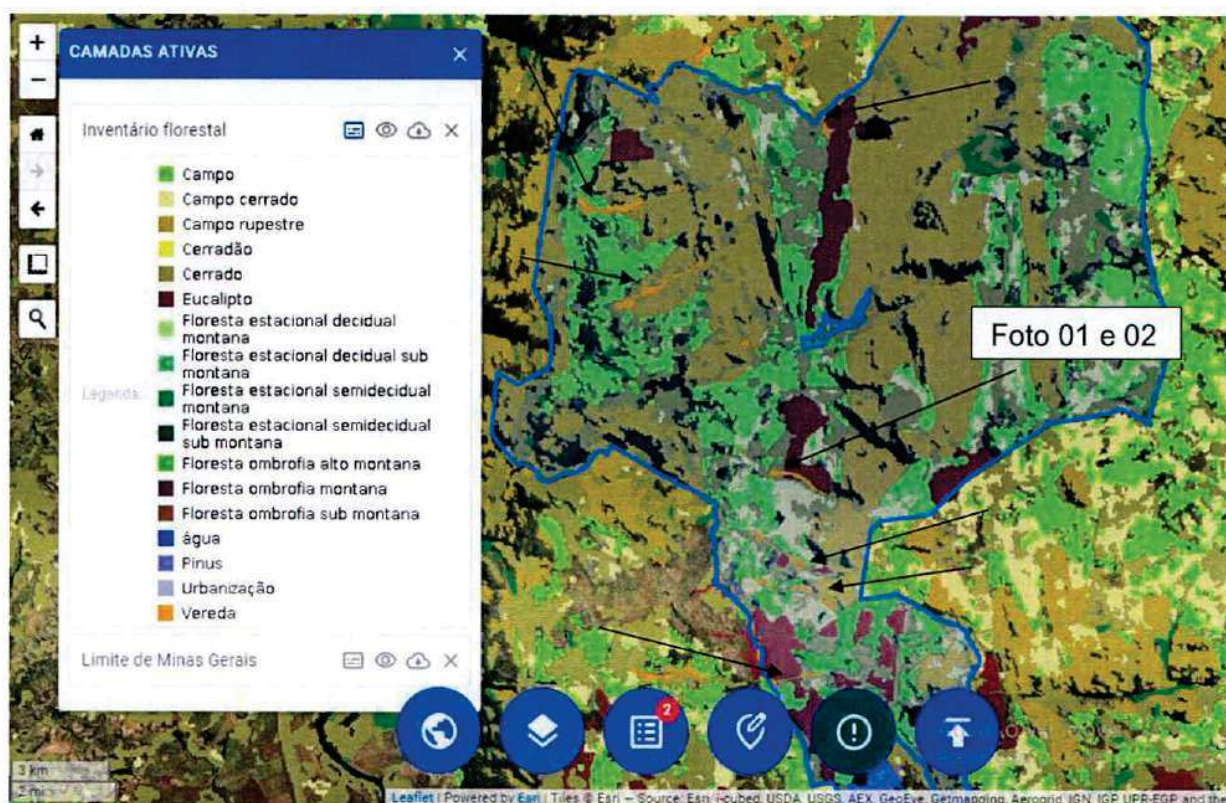 +
−
CAMADAS ATIVAS
Inventário florestal
Legenda
Campo
Campo cerrado
Campo rupestre
Cerradão
Cerrado
Eucalipto
Floresta estacional decidual
montana
Floresta estacional decidual sub
montana
Floresta estacional semidecidual
montana
Floresta estacional semidecidual
sub montana
Floresta ombrofia alto montana
Floresta ombrofia montana
Floresta ombrofia sub montana
água
Pinus
Urbanização
Vereda
Limite de Minas Gerais
Foto 01 e 02
2
3 km
2 mi
Leaflet | Powered by Esri | Tiles © Esri — Source: Esri, i-cubed, USDA, USGS, AEX, GeoEye, Getmapping, Aerogrid, IGN, IGP, UPR-EGP, and the